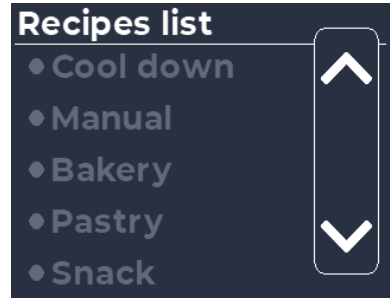 Recipes list
• Cool down
• Manual
• Bakery
• Pastry
• Snack